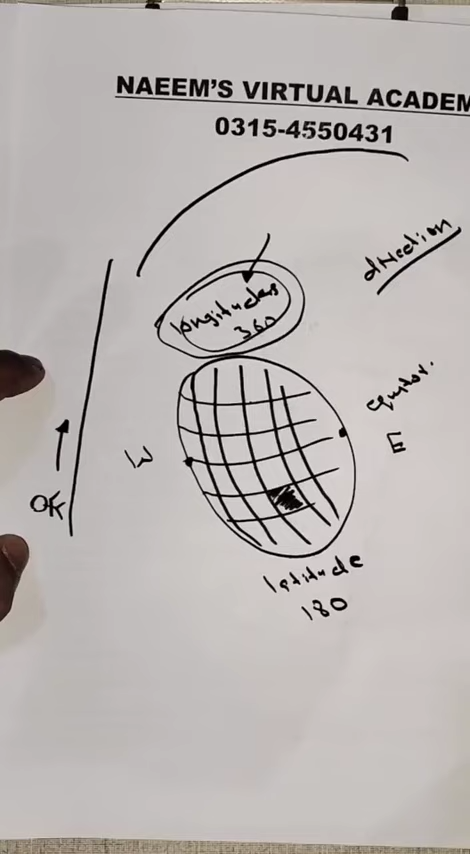 NAEEM'S VIRTUAL ACADEM
0315-4550431
direction
longitudes
360
Equator.
W
E
OK
latitude
180